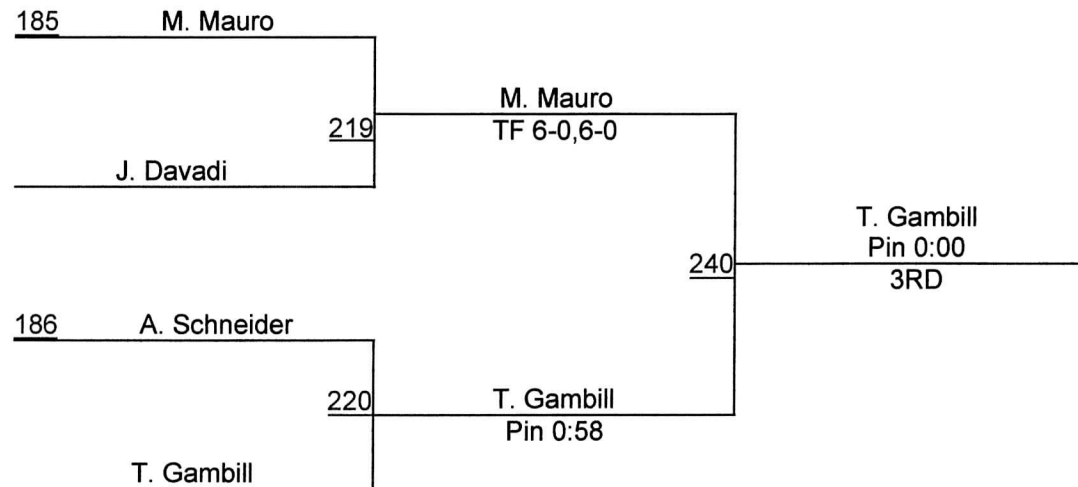 185 M. Mauro
M. Mauro
219 TF 6-0,6-0
J. Davadi
T. Gambill
Pin 0:00
240 3RD
186 A. Schneider
220 T. Gambill
Pin 0:58
T. Gambill